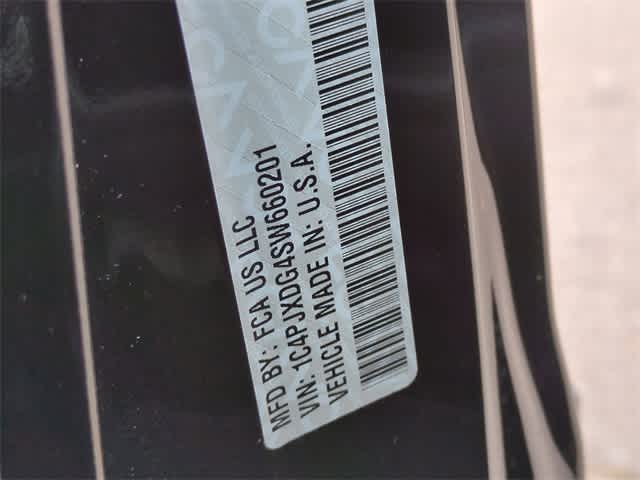 MFD BY: FCA US LLC
VIN: 1C4PJXDG4SW660201
VEHICLE MADE IN: U.S.A.